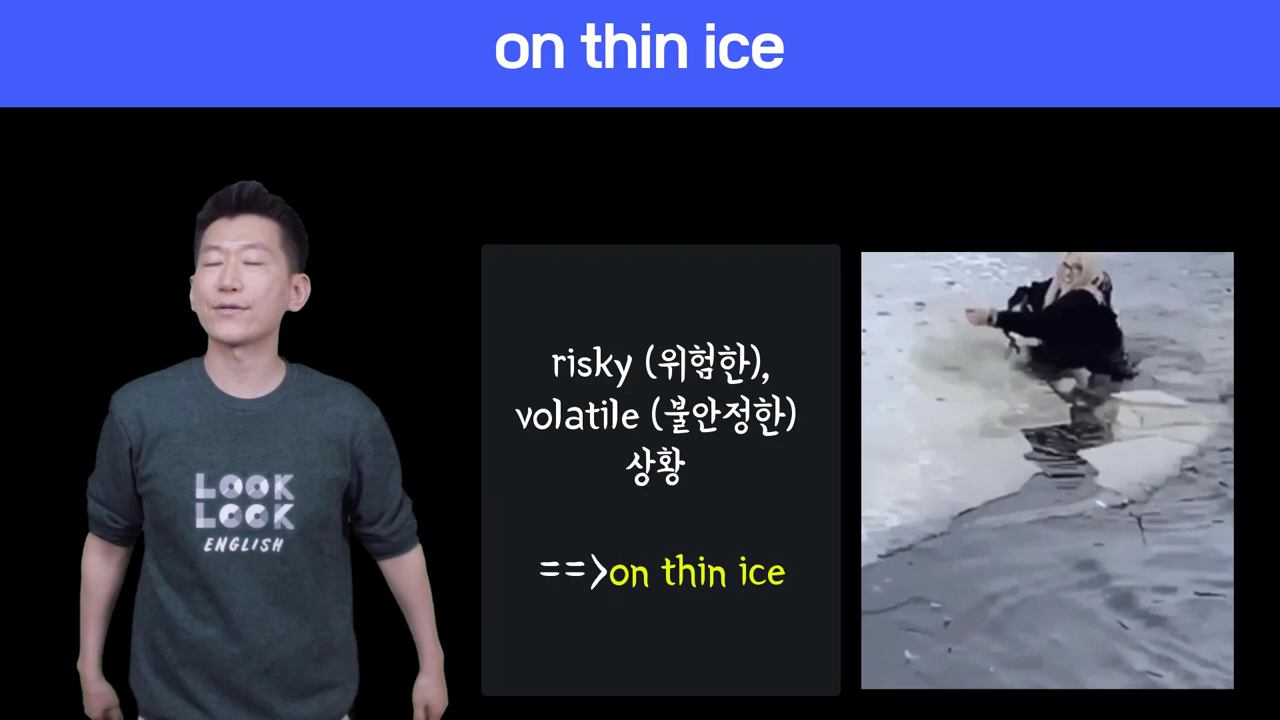 on thin ice
LOOK
LOOK
ENGLISH
risky (위험한),
volatile (불안정한)
상황
==>on thin ice